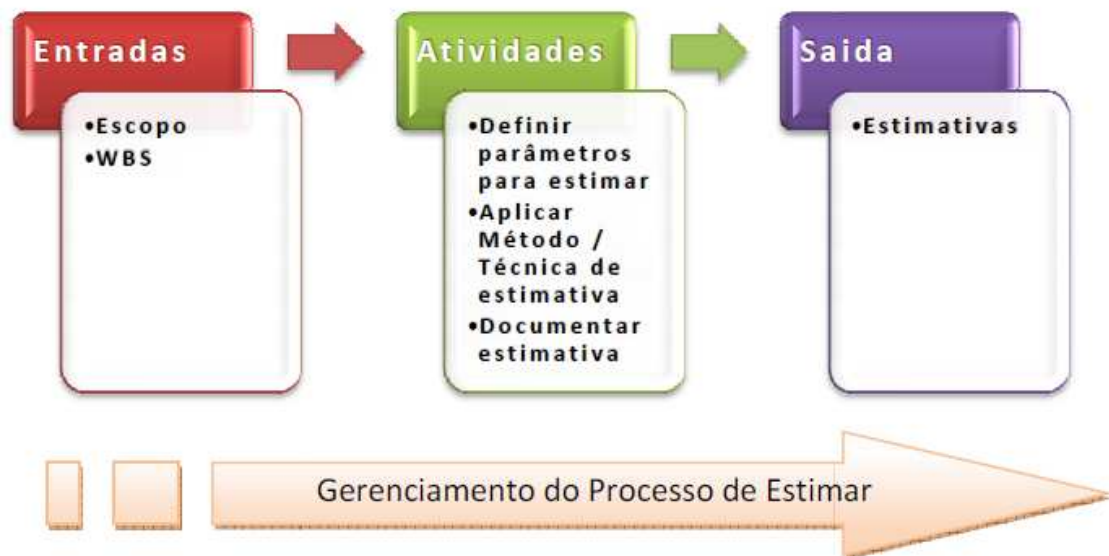 Entradas
•Escopo
•WBS
Atividades
•Definir
parâmetros
para estimar
•Aplicar
Método /
Técnica de
estimativa
•Documentar
estimativa
Saida
•Estimativas
Gerenciamento do Processo de Estimar